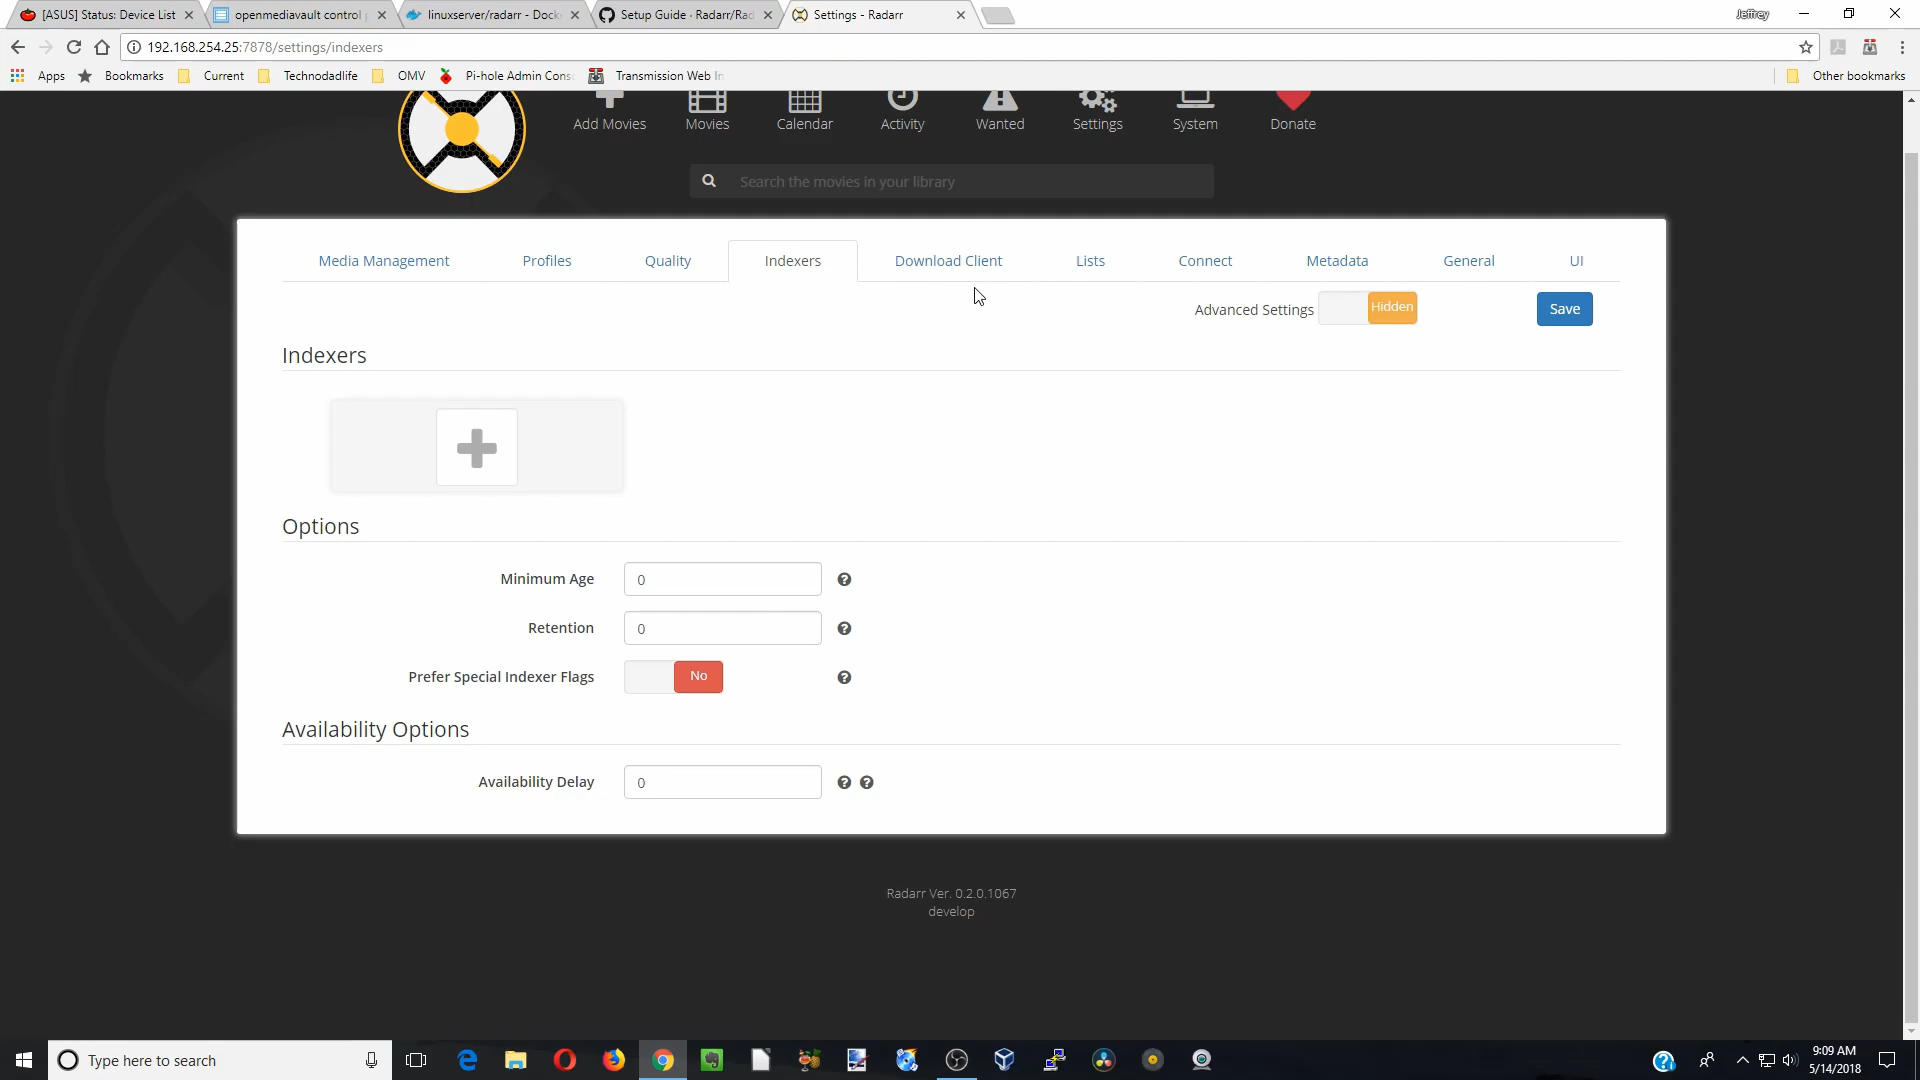 [ASUS] Status: Device List
openmediavault control
linuxserver/radarr - Dock
Setup Guide · Radarr/Rad
Settings - Radarr
Jeffrey
192.168.254.25:7878/settings/indexers
Apps
Bookmarks
Current
Technodadlife
OMV
Pi-hole Admin Cons
Transmission Web In
Other bookmarks
Add Movies
Movies
Calendar
Activity
Wanted
Settings
System
Donate
Search the movies in your library
Media Management
Profiles
Quality
Indexers
Download Client
Lists
Connect
Metadata
General
UI
Advanced Settings
Hidden
Save
Indexers
Options
Minimum Age
0
Retention
0
Prefer Special Indexer Flags
No
Availability Options
Availability Delay
0
Radarr Ver. 0.2.0.1067
develop
Type here to search
9:09 AM
5/14/2018